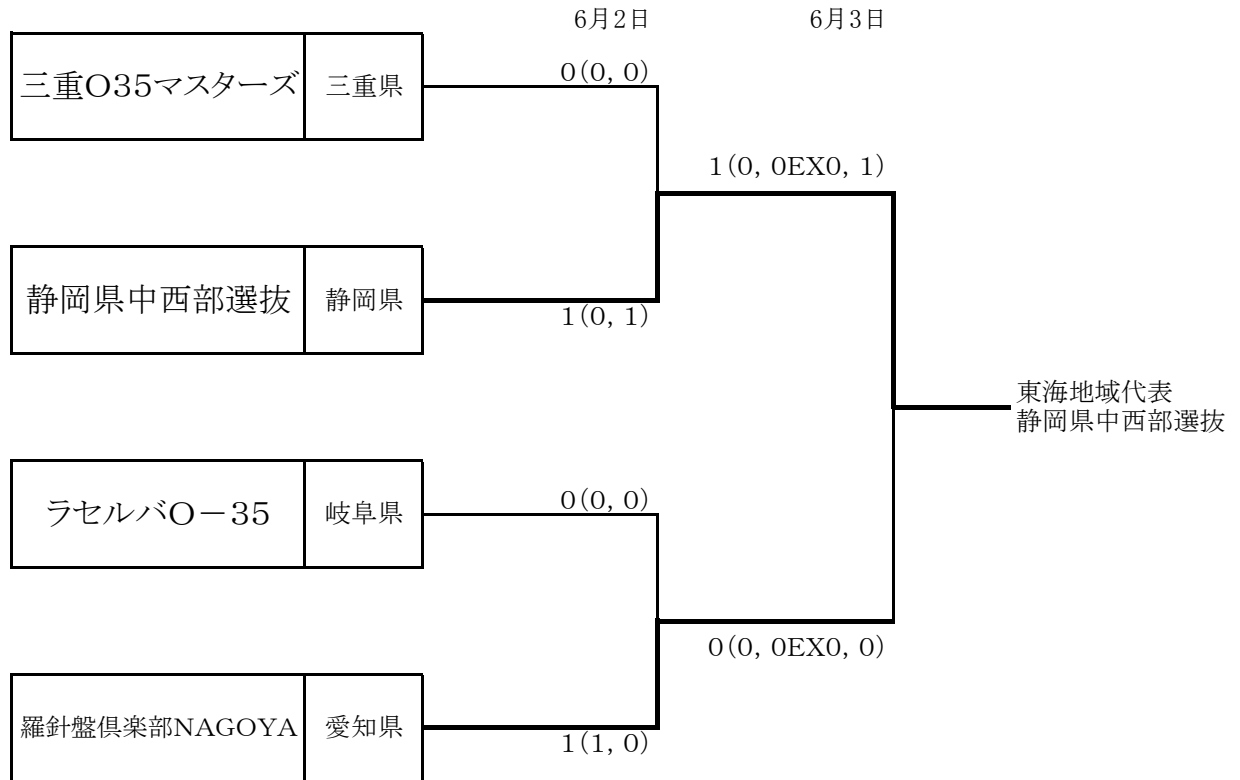 6月2日 6月3日
三重O35マスターズ 三重県
0(0, 0)
1(0, 0EX0, 1)
静岡県中西部選抜 静岡県
1(0, 1)
東海地域代表
静岡県中西部選抜
ラセルバO－35 岐阜県
0(0, 0)
0(0, 0EX0, 0)
羅針盤倶楽部NAGOYA 愛知県
1(1, 0)